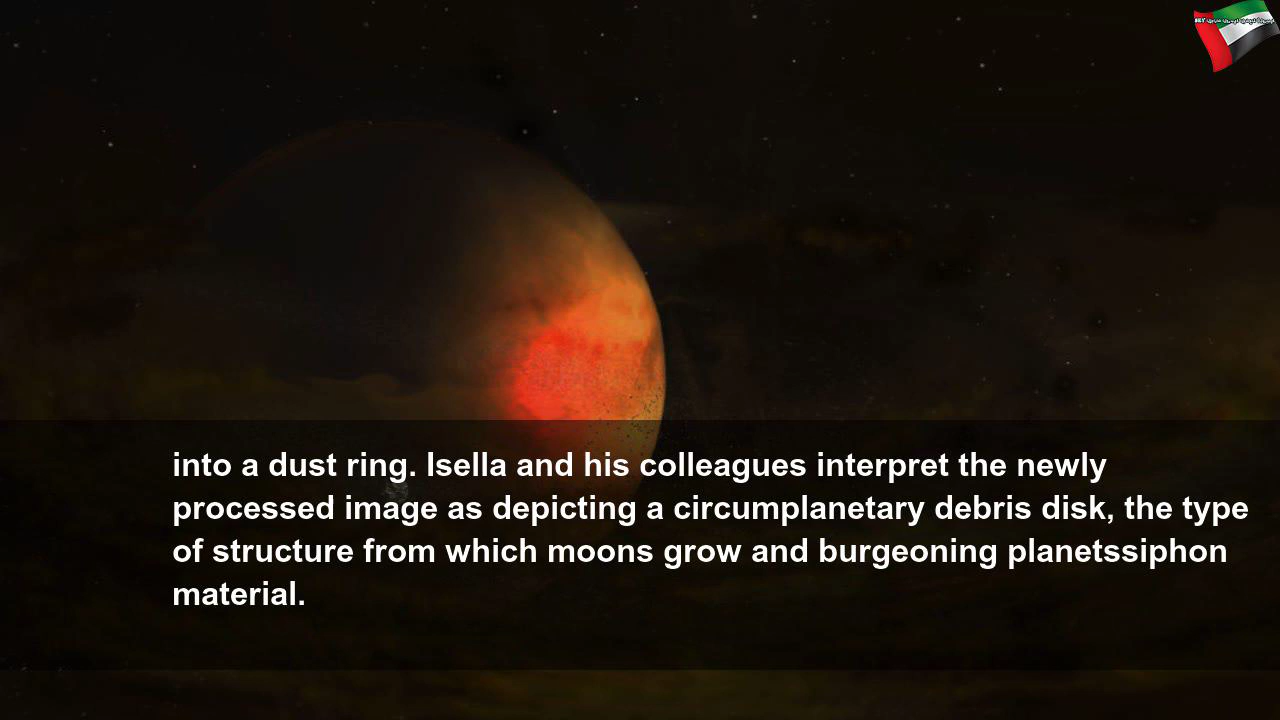 into a dust ring. Isella and his colleagues interpret the newly
processed image as depicting a circumplanetary debris disk, the type
of structure from which moons grow and burgeoning planetssiphon
material.